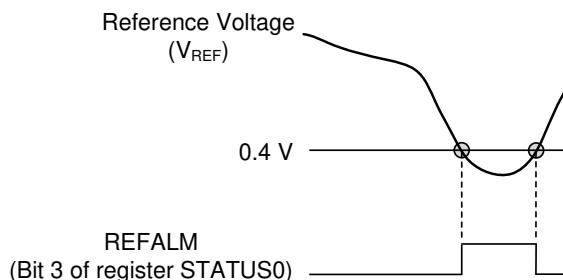 Reference Voltage
(VREF)
0.4 V
REFALM
(Bit 3 of register STATUS0)